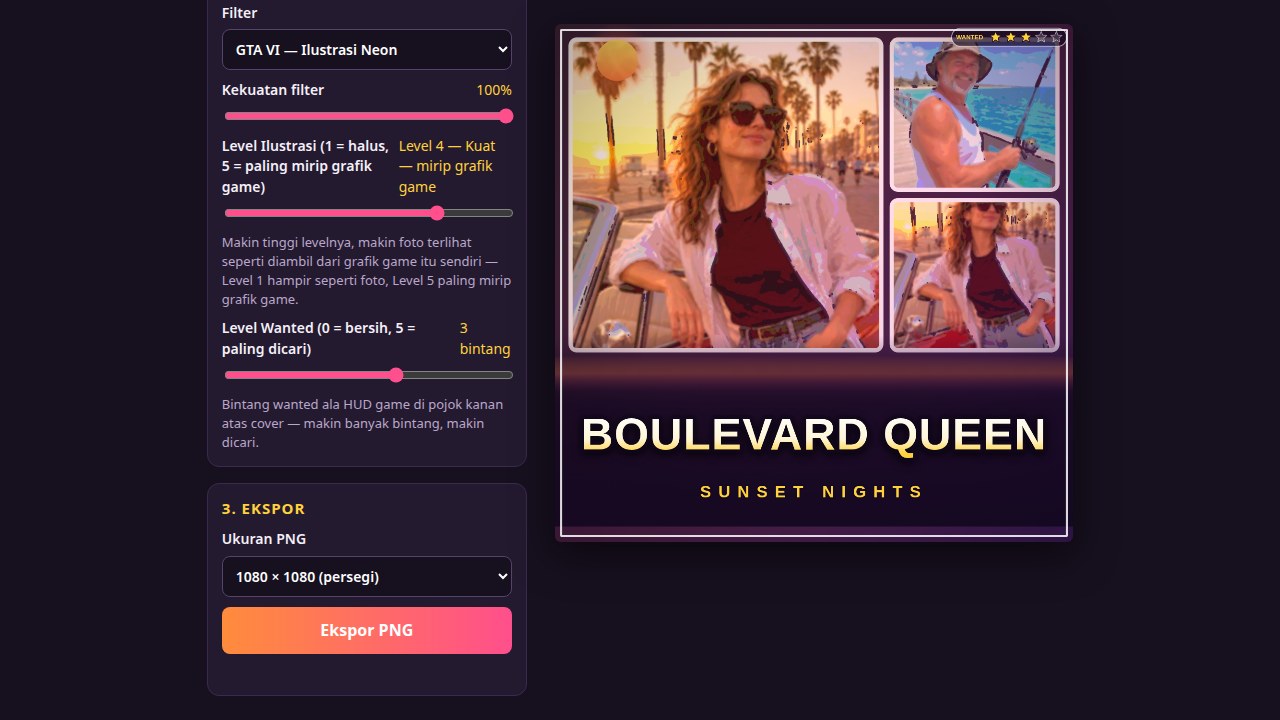 Filter
GTA VI — Ilustrasi Neon
Kekuatan filter
100%
Level Ilustrasi (1 = halus,
5 = paling mirip grafik
game)
Level 4 — Kuat
— mirip grafik
game
Makin tinggi levelnya, makin foto terlihat
seperti diambil dari grafik game itu sendiri —
Level 1 hampir seperti foto, Level 5 paling mirip
grafik game.
Level Wanted (0 = bersih, 5 =
paling dicari)
3
bintang
Bintang wanted ala HUD game di pojok kanan
atas cover — makin banyak bintang, makin
dicari.
3. EKSPOR
Ukuran PNG
1080 × 1080 (persegi)
Ekspor PNG
WANTED
BOULEVARD QUEEN
SUNSET NIGHTS